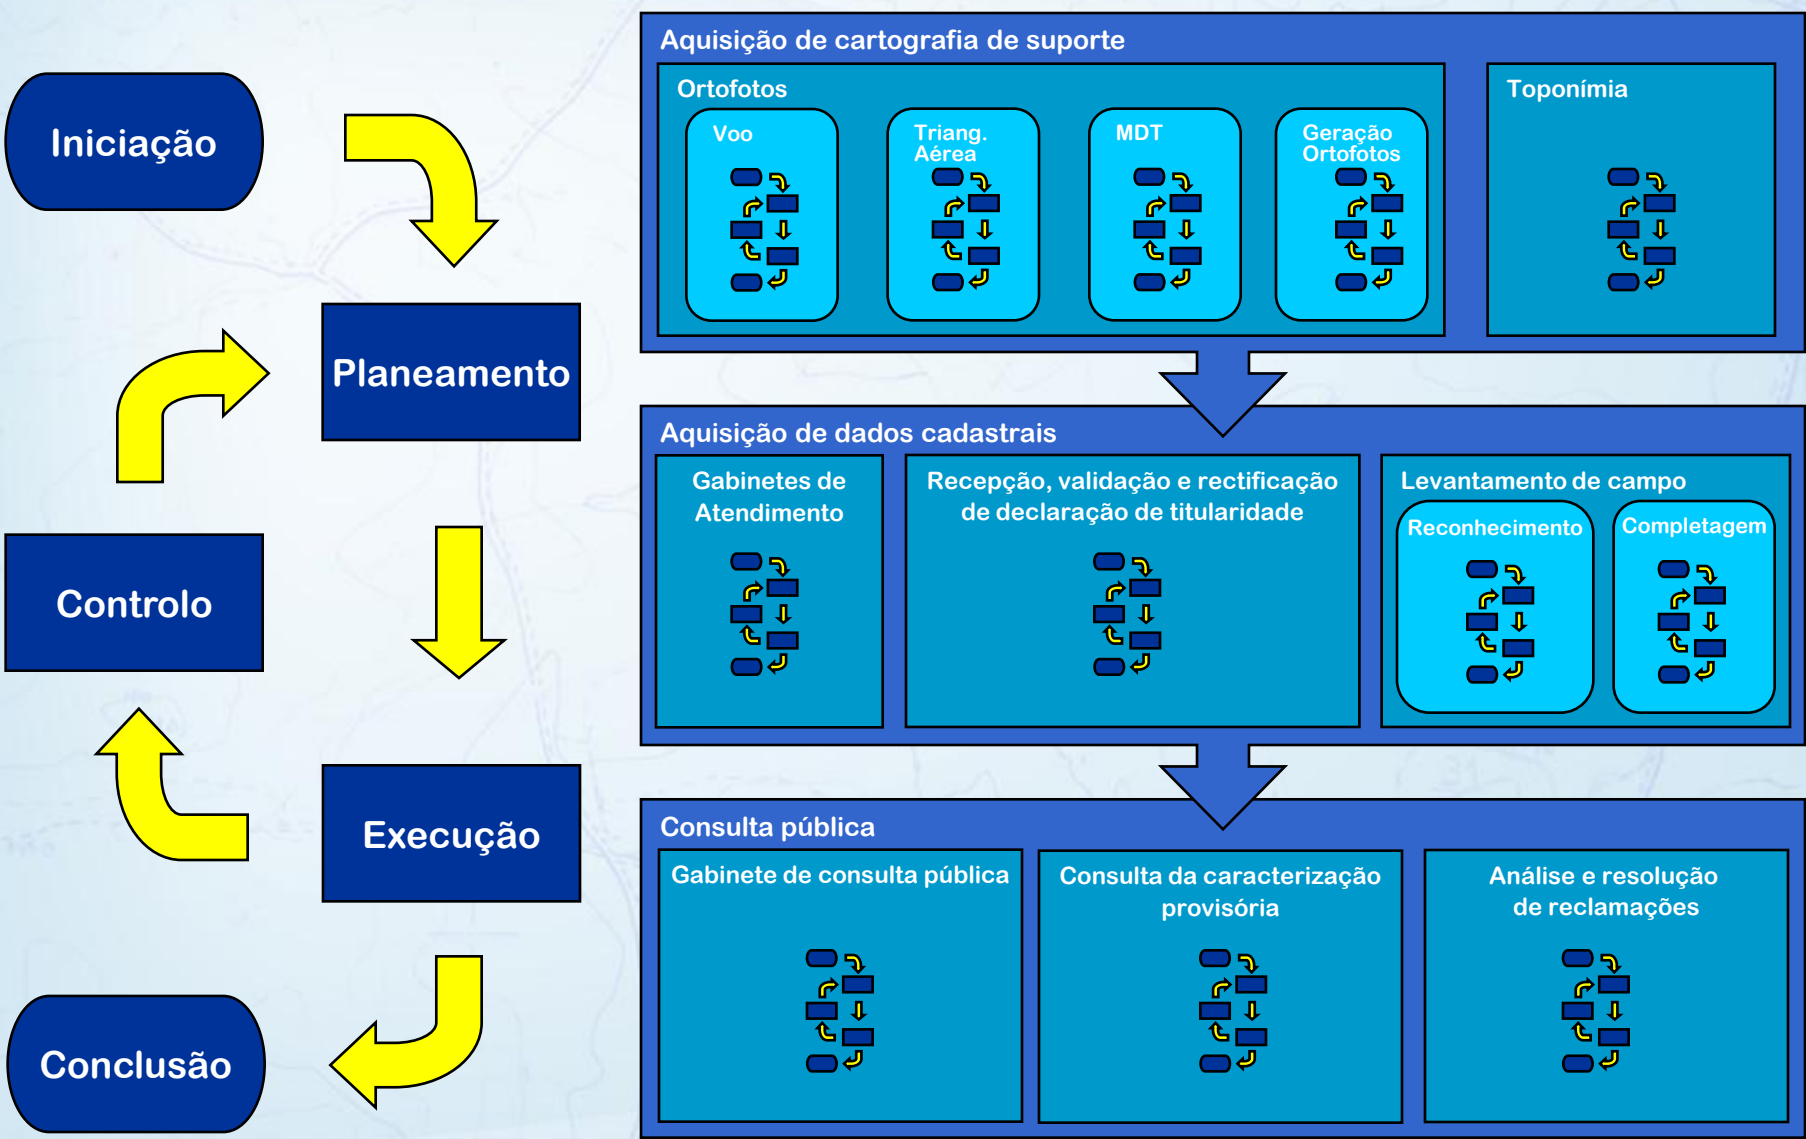 Iniciação
Planeamento
Controlo
Execução
Conclusão
Aquisição de cartografia de suporte
Ortofotos
Voo
Triang.
Aérea
MDT
Geração
Ortofotos
Toponímia
Aquisição de dados cadastrais
Gabinetes de
Atendimento
Recepção, validação e rectificação
de declaração de titularidade
Levantamento de campo
Reconhecimento
Completagem
Consulta pública
Gabinete de consulta pública
Consulta da caracterização
provisória
Análise e resolução
de reclamações